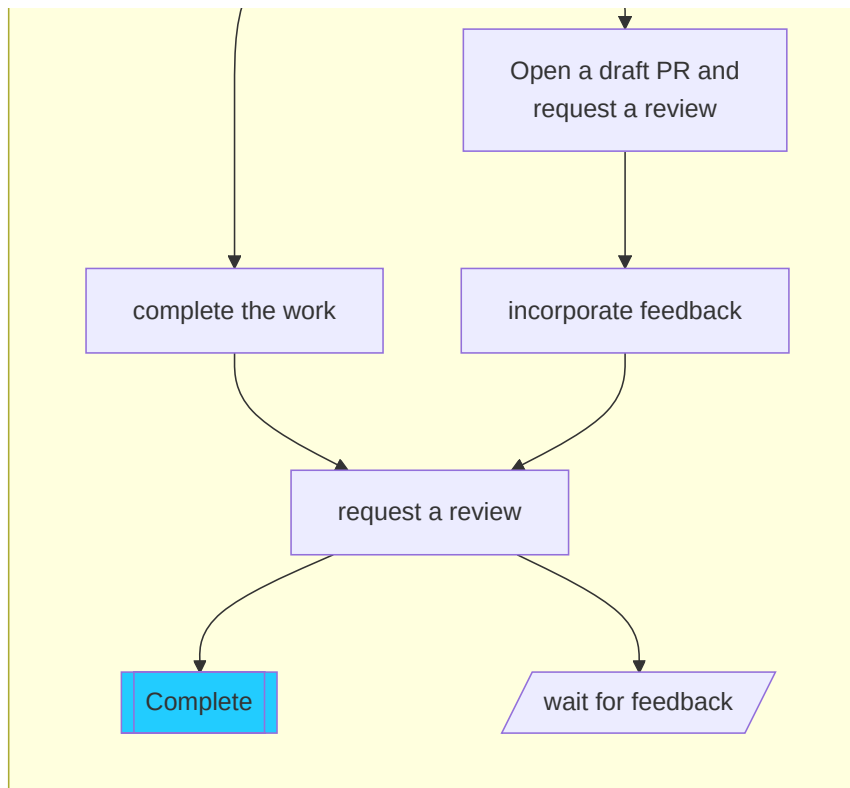 Open a draft PR and
request a review
complete the work
incorporate feedback
request a review
Complete
wait for feedback